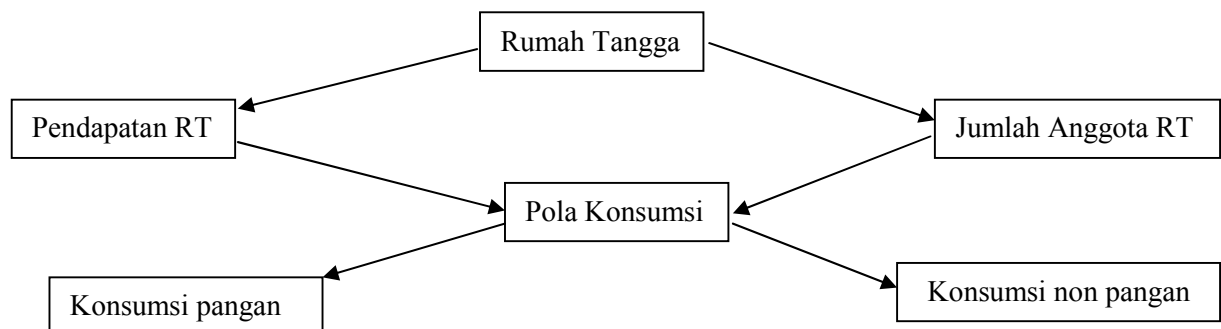 Rumah Tangga
Pendapatan RT
Jumlah Anggota RT
Pola Konsumsi
Konsumsi pangan
Konsumsi non pangan